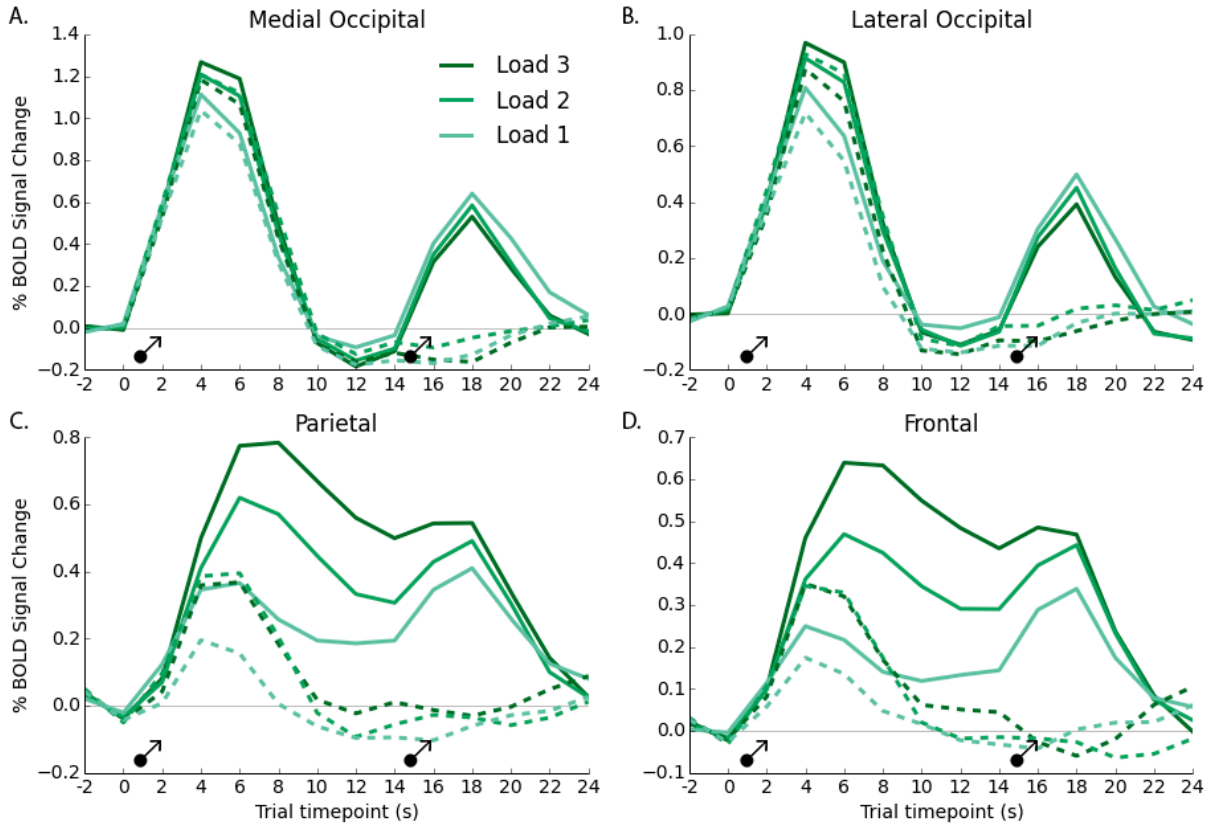 A.
Medial Occipital
1.4
1.2
1.0
0.8
0.6
0.4
0.2
0.0
−0.2
% BOLD Signal Change
Load 3
Load 2
Load 1
-2 0 2 4 6 8 10 12 14 16 18 20 22 24
B.
Lateral Occipital
1.0
0.8
0.6
0.4
0.2
0.0
−0.2
% BOLD Signal Change
-2 0 2 4 6 8 10 12 14 16 18 20 22 24
C.
Parietal
0.8
0.6
0.4
0.2
0.0
−0.2
% BOLD Signal Change
-2 0 2 4 6 8 10 12 14 16 18 20 22 24
Trial timepoint (s)
D.
Frontal
0.7
0.6
0.5
0.4
0.3
0.2
0.1
0.0
−0.1
% BOLD Signal Change
-2 0 2 4 6 8 10 12 14 16 18 20 22 24
Trial timepoint (s)